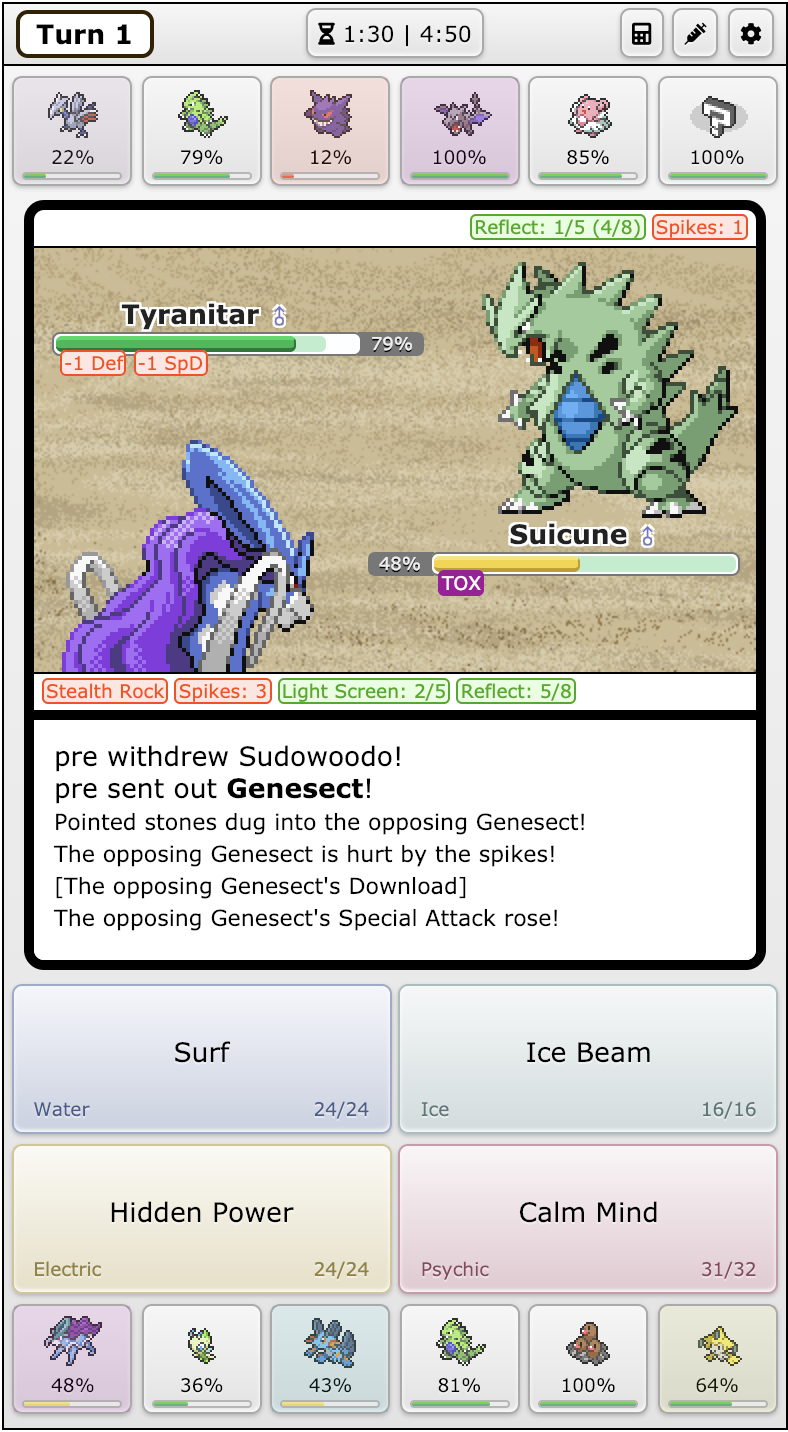 Turn 1
1:30 | 4:50
22%
79%
12%
100%
85%
100%
Reflect: 1/5 (4/8)
Spikes: 1
Tyranitar ♂
79%
-1 Def
-1 SpD
Suicune ♂
48%
TOX
Stealth Rock
Spikes: 3
Light Screen: 2/5
Reflect: 5/8
pre withdrew Sudowoodo!
pre sent out Genesect!
Pointed stones dug into the opposing Genesect!
The opposing Genesect is hurt by the spikes!
[The opposing Genesect's Download]
The opposing Genesect's Special Attack rose!
Surf
Water
24/24
Ice Beam
Ice
16/16
Hidden Power
Electric
24/24
Calm Mind
Psychic
31/32
48%
36%
43%
81%
100%
64%